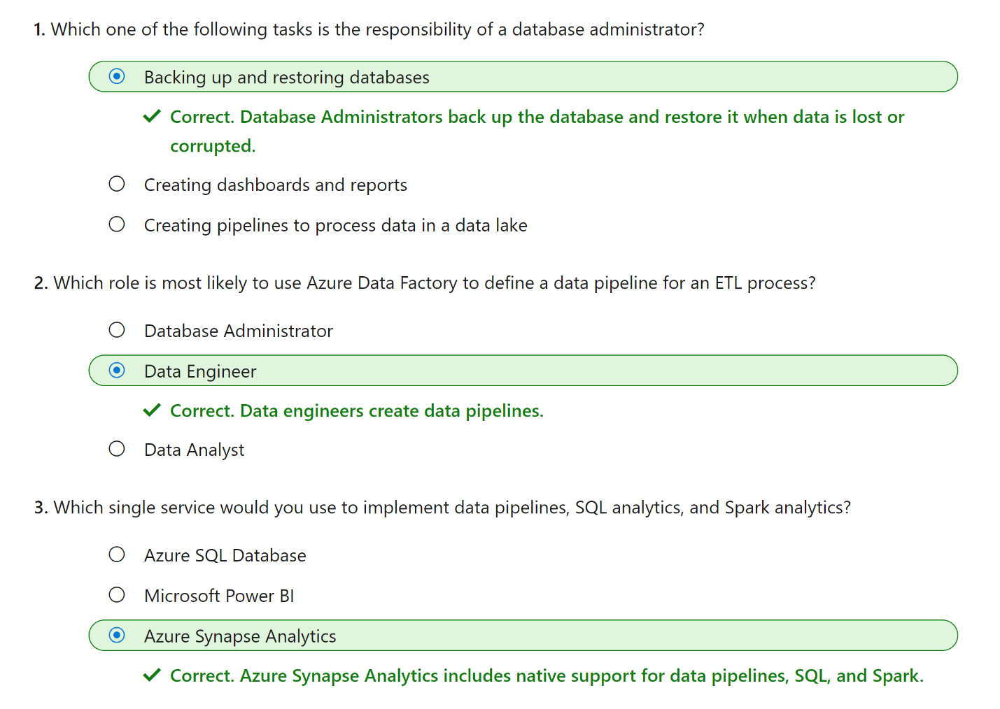 1. Which one of the following tasks is the responsibility of a database administrator?
Backing up and restoring databases
Correct. Database Administrators back up the database and restore it when data is lost or
corrupted.
Creating dashboards and reports
Creating pipelines to process data in a data lake
2. Which role is most likely to use Azure Data Factory to define a data pipeline for an ETL process?
Database Administrator
Data Engineer
Correct. Data engineers create data pipelines.
Data Analyst
3. Which single service would you use to implement data pipelines, SQL analytics, and Spark analytics?
Azure SQL Database
Microsoft Power BI
Azure Synapse Analytics
Correct. Azure Synapse Analytics includes native support for data pipelines, SQL, and Spark.